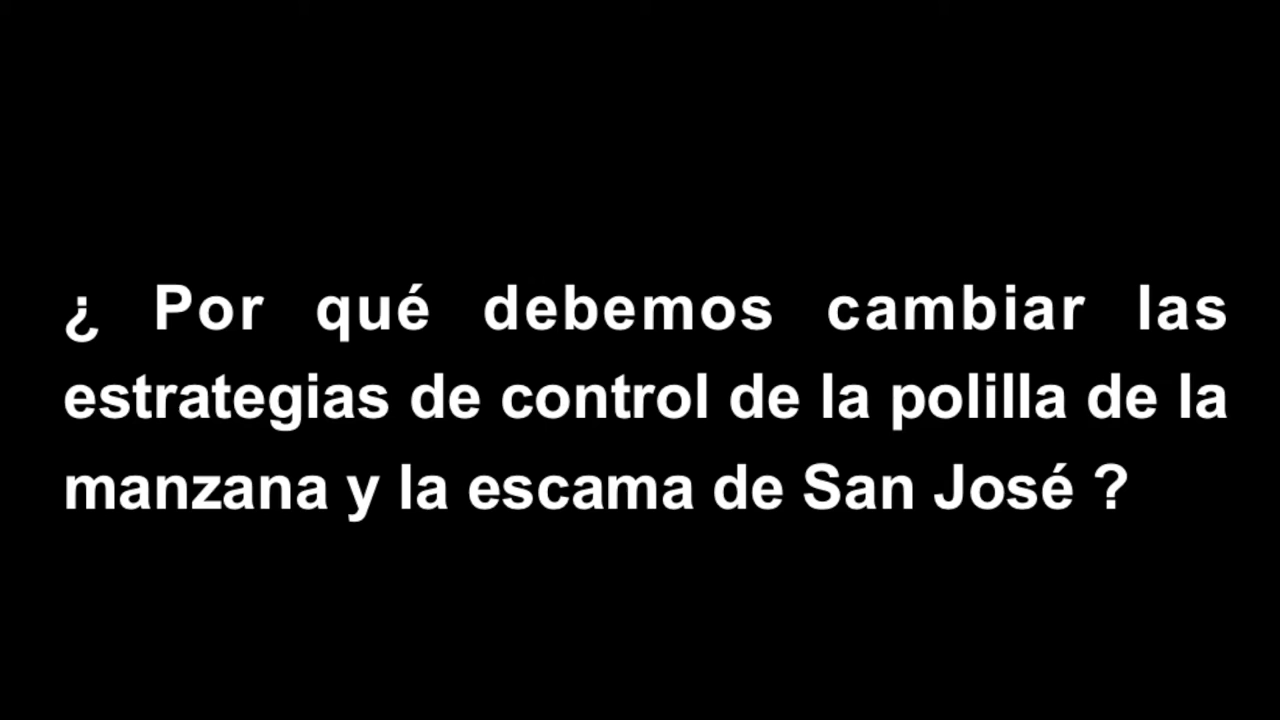 ¿ Por qué debemos cambiar las
estrategias de control de la polilla de la
manzana y la escama de San José ?